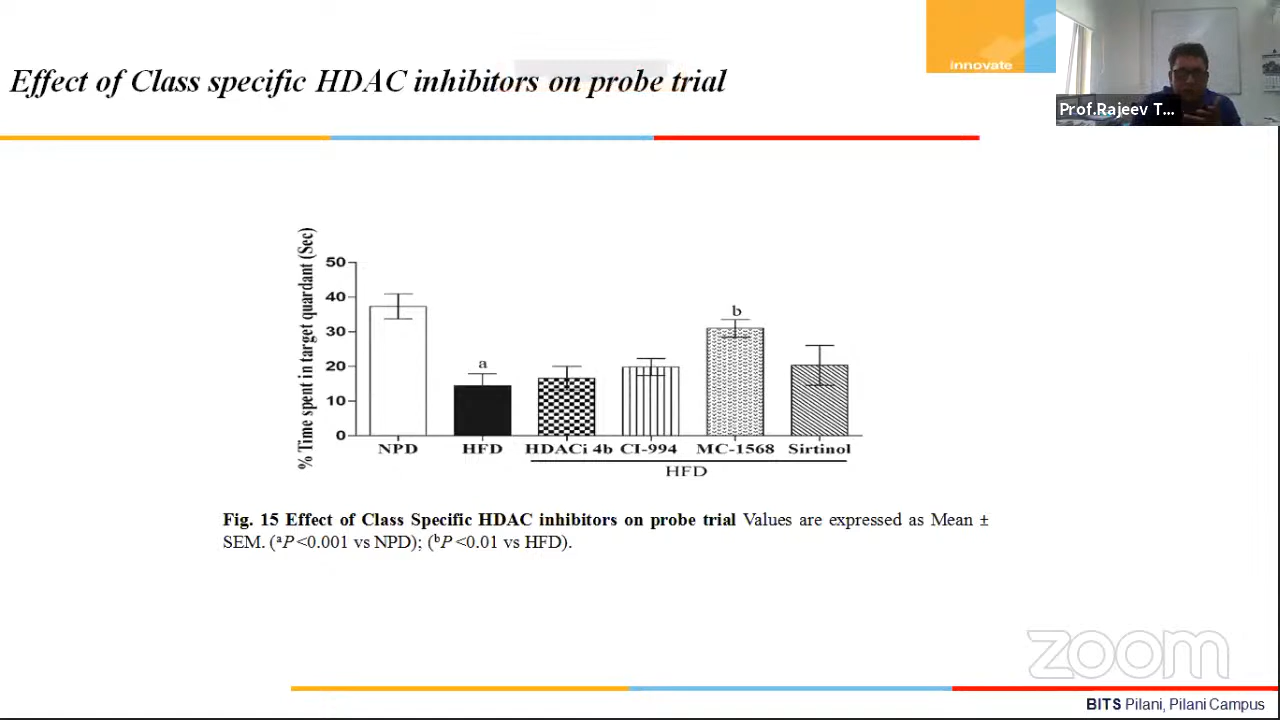 innovate
Effect of Class specific HDAC inhibitors on probe trial
Prof.Rajeev T...
% Time spent in target quardant (Sec)
50
40
30
20
10
0
a
b
NPD HFD HDACi 4b CI-994 MC-1568 Sirtinol
HFD
Fig. 15 Effect of Class Specific HDAC inhibitors on probe trial Values are expressed as Mean ±
SEM. (ᵃP <0.001 vs NPD); (ᵇP <0.01 vs HFD).
zoom
BITS Pilani, Pilani Campus